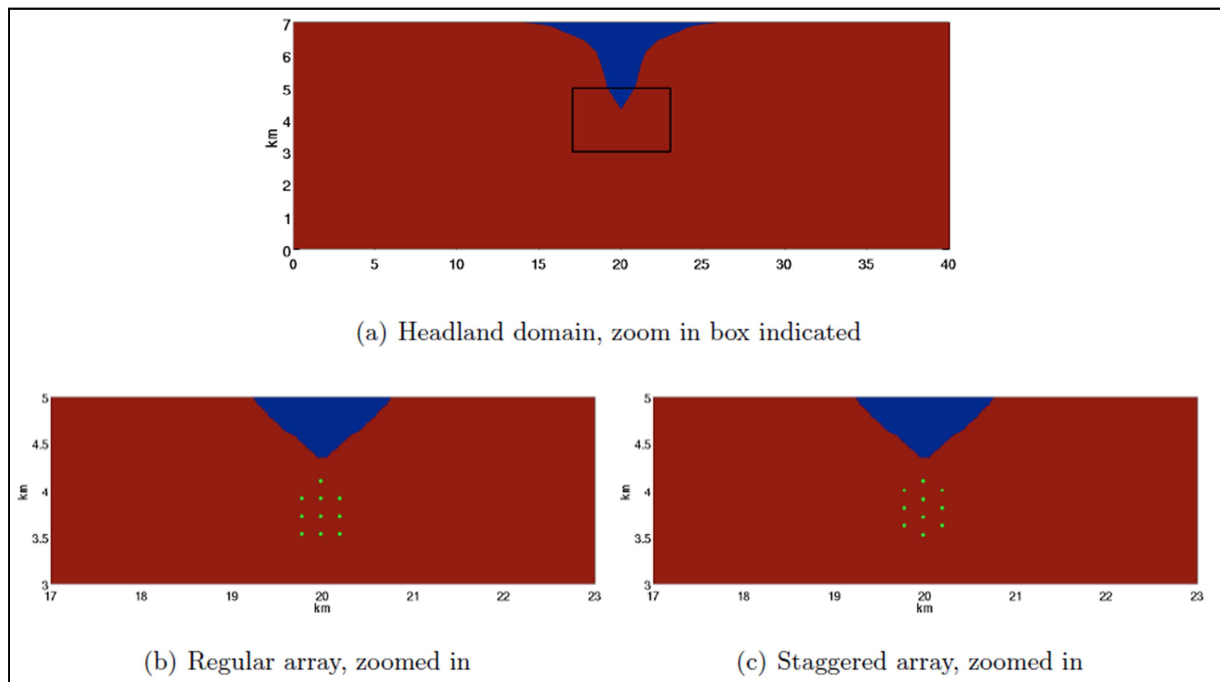 7
6
5
4
3
2
1
0
km
0 5 10 15 20 25 30 35 40
(a) Headland domain, zoom in box indicated
5
4.5
4
3.5
3
km
17 18 19 20 21 22 23
km
(b) Regular array, zoomed in
5
4.5
4
3.5
3
km
17 18 19 20 21 22 23
km
(c) Staggered array, zoomed in